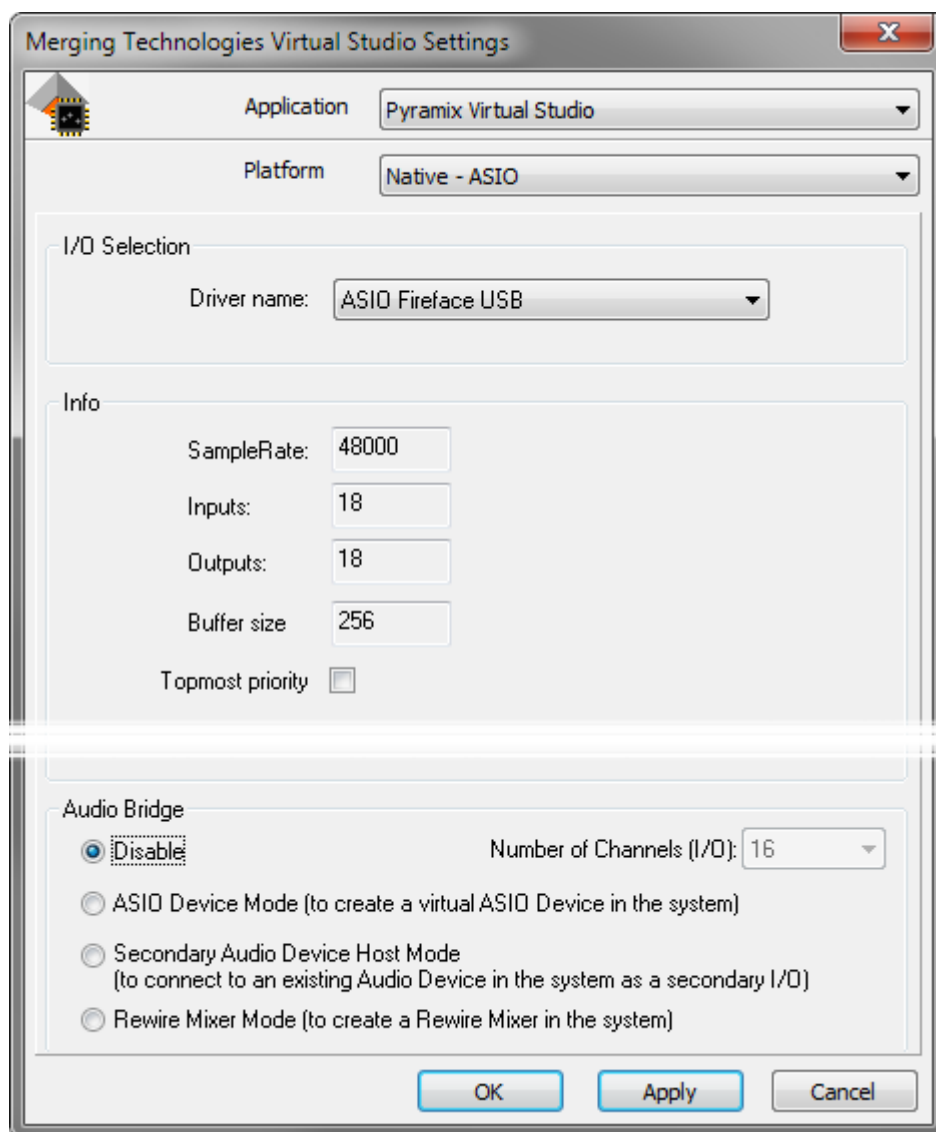 Merging Technologies Virtual Studio Settings
Application Pyramix Virtual Studio
Platform Native - ASIO
I/O Selection
Driver name: ASIO Fireface USB
Info
SampleRate: 48000
Inputs: 18
Outputs: 18
Buffer size 256
Topmost priority
Audio Bridge
Disable Number of Channels (I/O): 16
ASIO Device Mode (to create a virtual ASIO Device in the system)
Secondary Audio Device Host Mode
(to connect to an existing Audio Device in the system as a secondary I/O)
Rewire Mixer Mode (to create a Rewire Mixer in the system)
OK Apply Cancel